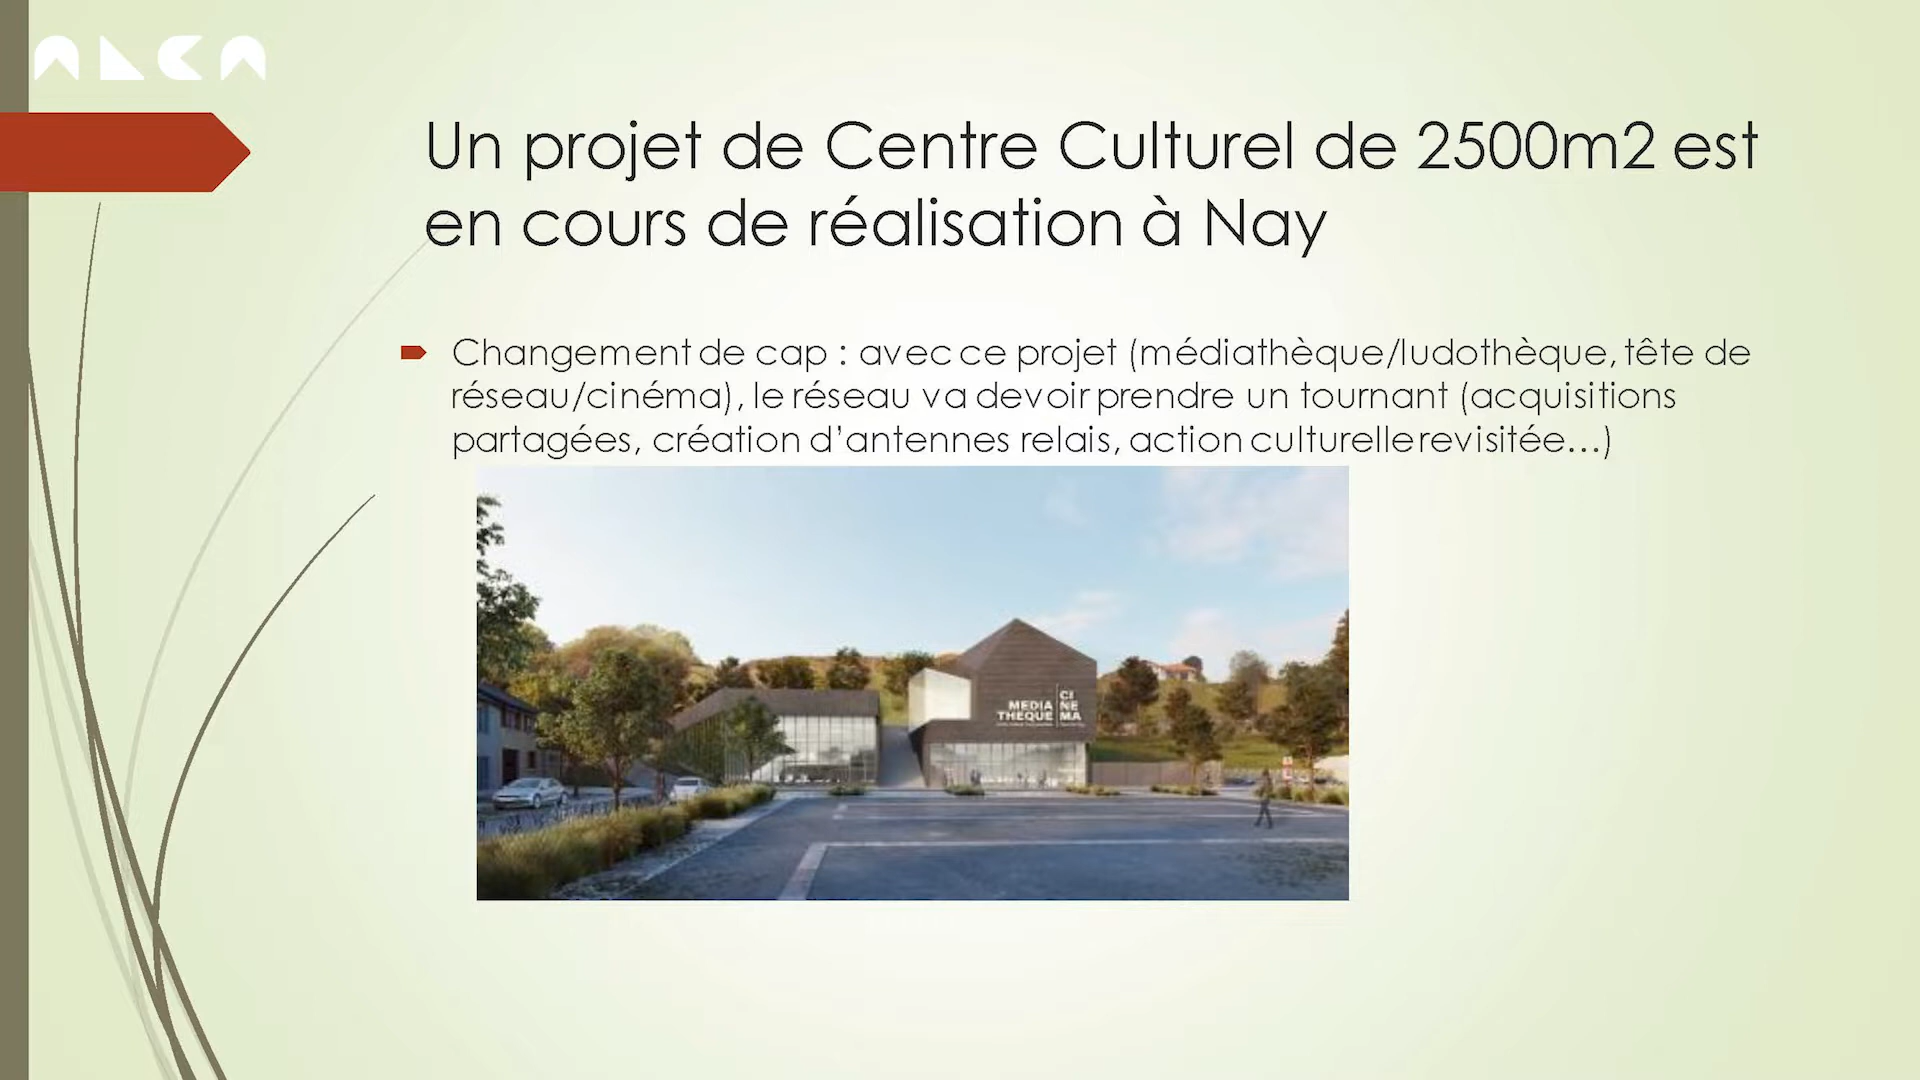 ALCA
Un projet de Centre Culturel de 2500m2 est
en cours de réalisation à Nay
Changement de cap : avec ce projet (médiathèque/ludothèque, tête de
réseau/cinéma), le réseau va devoir prendre un tournant (acquisitions
partagées, création d'antennes relais, action culturelle revisitée...)
MEDIA CI
THEQUE NE
MA